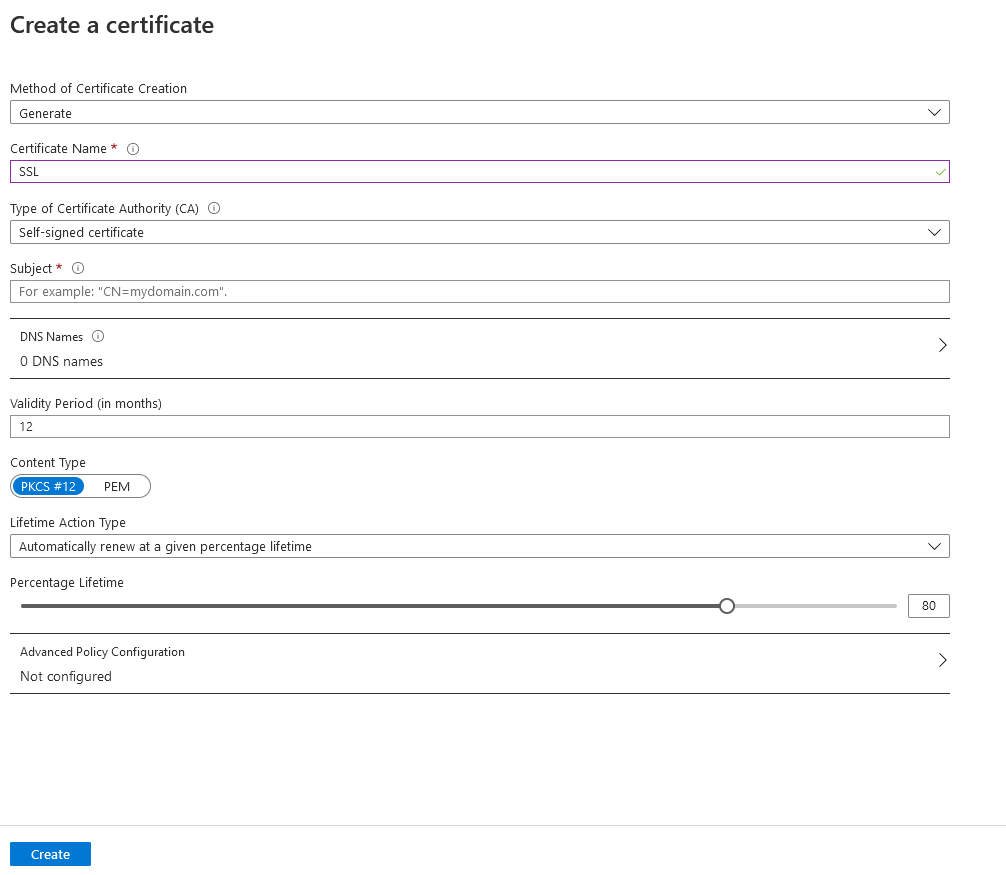 Create a certificate
Method of Certificate Creation
Generate
Certificate Name *
SSL
Type of Certificate Authority (CA)
Self-signed certificate
Subject *
For example: "CN=mydomain.com".
DNS Names
0 DNS names
Validity Period (in months)
12
Content Type
PKCS #12 PEM
Lifetime Action Type
Automatically renew at a given percentage lifetime
Percentage Lifetime
80
Advanced Policy Configuration
Not configured
Create